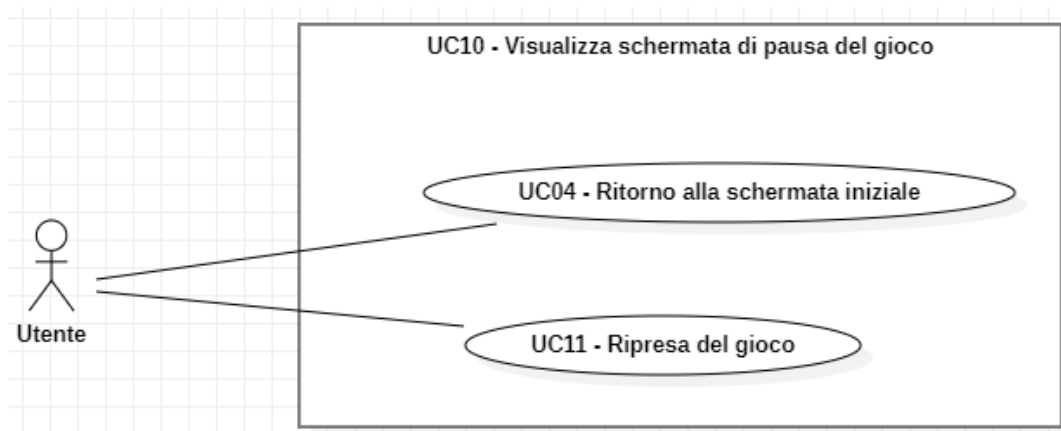 UC10 - Visualizza schermata di pausa del gioco
UC04 - Ritorno alla schermata iniziale
Utente
UC11 - Ripresa del gioco